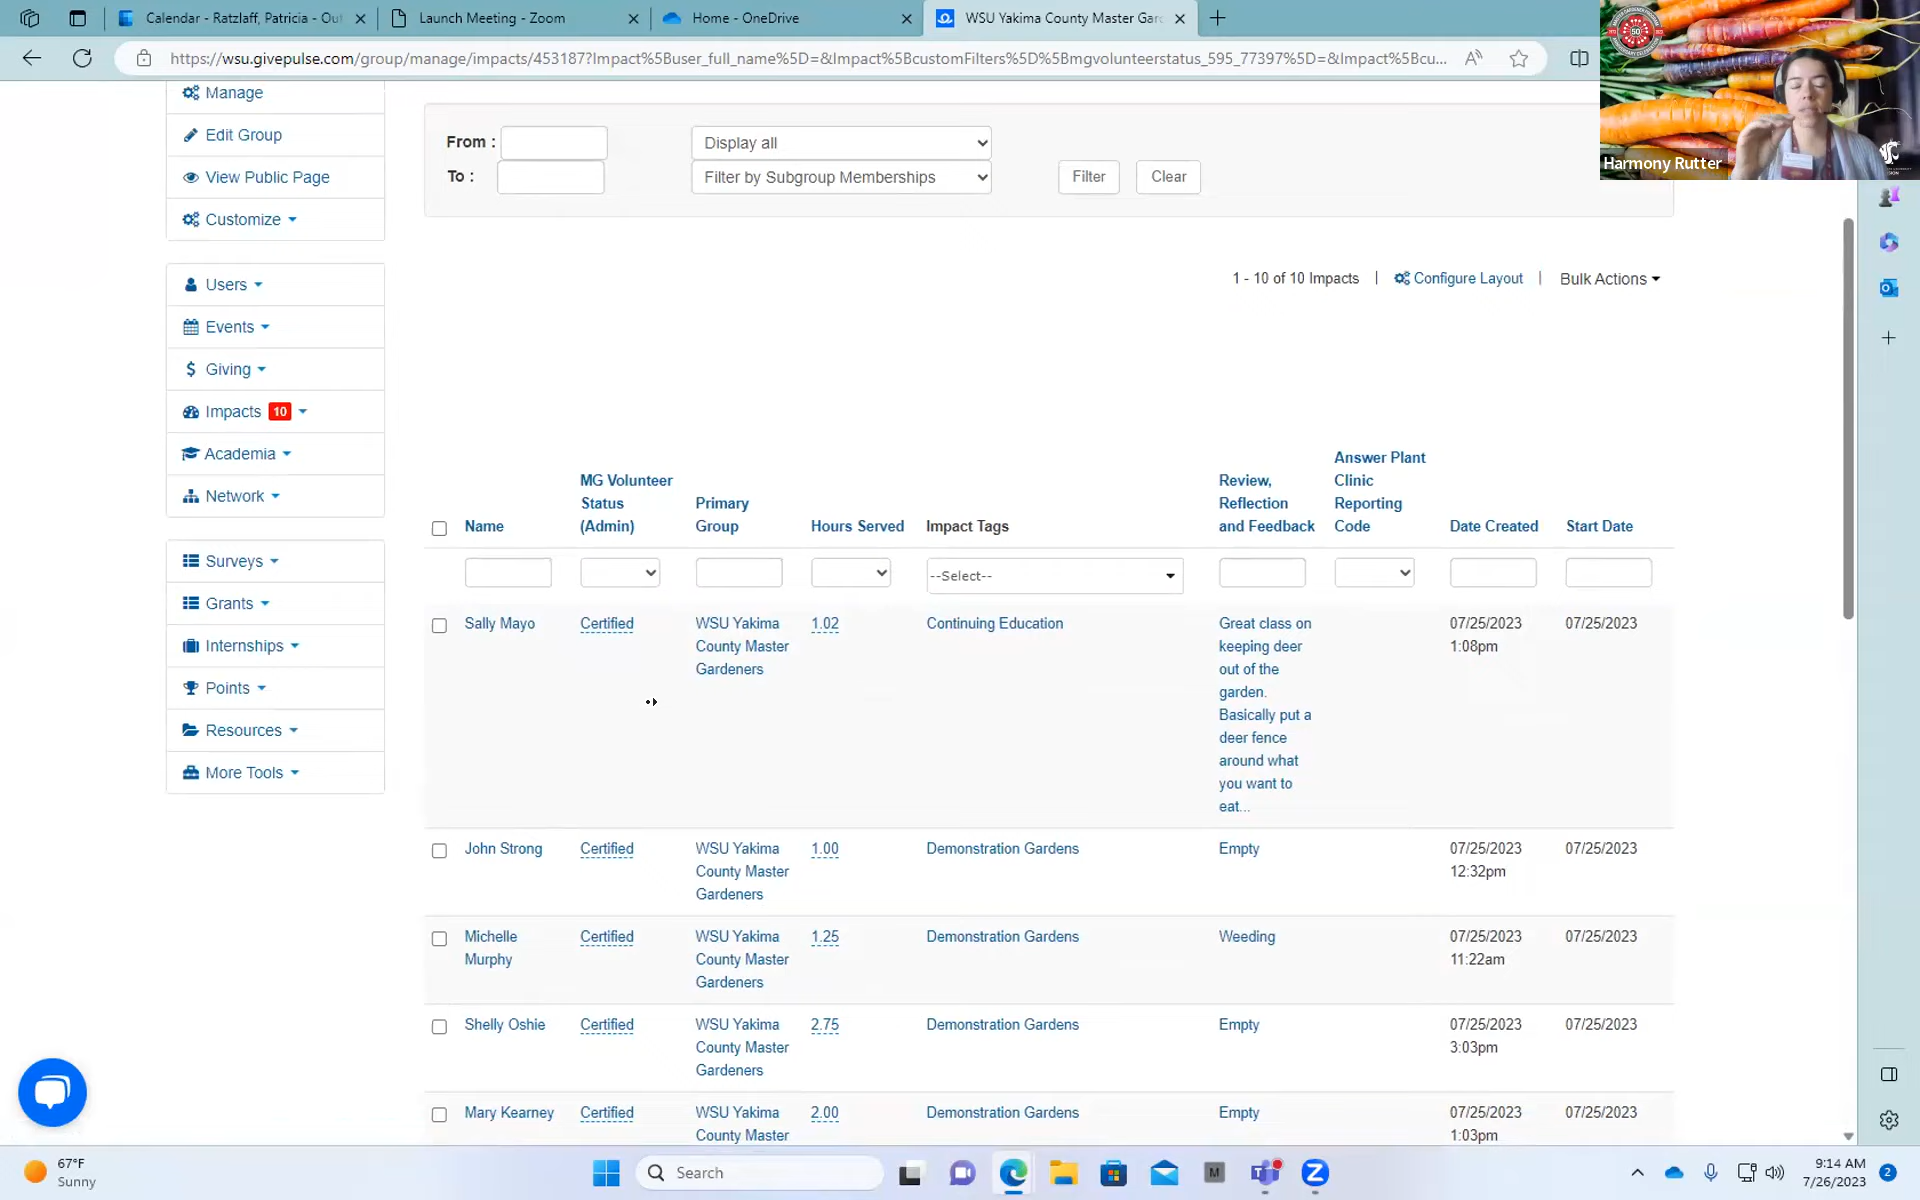 Calendar - Ratzlaff, Patricia - Out
Launch Meeting - Zoom
Home - OneDrive
WSU Yakima County Master Gard
https://wsu.givepulse.com/group/manage/impacts/453187?Impact%5Buser_full_name%5D=&Impact%5BcustomFilters%5D%5Bmgvolunteerstatus_595_77397%5D=&Impact%5Bcu...
Harmony Rutter
Manage
Edit Group
View Public Page
Customize
Users
Events
Giving
Impacts 10
Academia
Network
Surveys
Grants
Internships
Points
Resources
More Tools
From :
Display all
To :
Filter by Subgroup Memberships
Filter
Clear
1 - 10 of 10 Impacts | Configure Layout | Bulk Actions
Name
MG Volunteer
Status
(Admin)
Primary
Group
Hours Served
Impact Tags
Review,
Reflection
and Feedback
Answer Plant
Clinic
Reporting
Code
Date Created
Start Date
--Select--
Sally Mayo
Certified
WSU Yakima
County Master
Gardeners
1.02
Continuing Education
Great class on
keeping deer
out of the
garden.
Basically put a
deer fence
around what
you want to
eat...
07/25/2023
1:08pm
07/25/2023
John Strong
Certified
WSU Yakima
County Master
Gardeners
1.00
Demonstration Gardens
Empty
07/25/2023
12:32pm
07/25/2023
Michelle
Murphy
Certified
WSU Yakima
County Master
Gardeners
1.25
Demonstration Gardens
Weeding
07/25/2023
11:22am
07/25/2023
Shelly Oshie
Certified
WSU Yakima
County Master
Gardeners
2.75
Demonstration Gardens
Empty
07/25/2023
3:03pm
07/25/2023
Mary Kearney
Certified
WSU Yakima
County Master
2.00
Demonstration Gardens
Empty
07/25/2023
1:03pm
07/25/2023
67°F
Sunny
Search
9:14 AM
7/26/2023
2